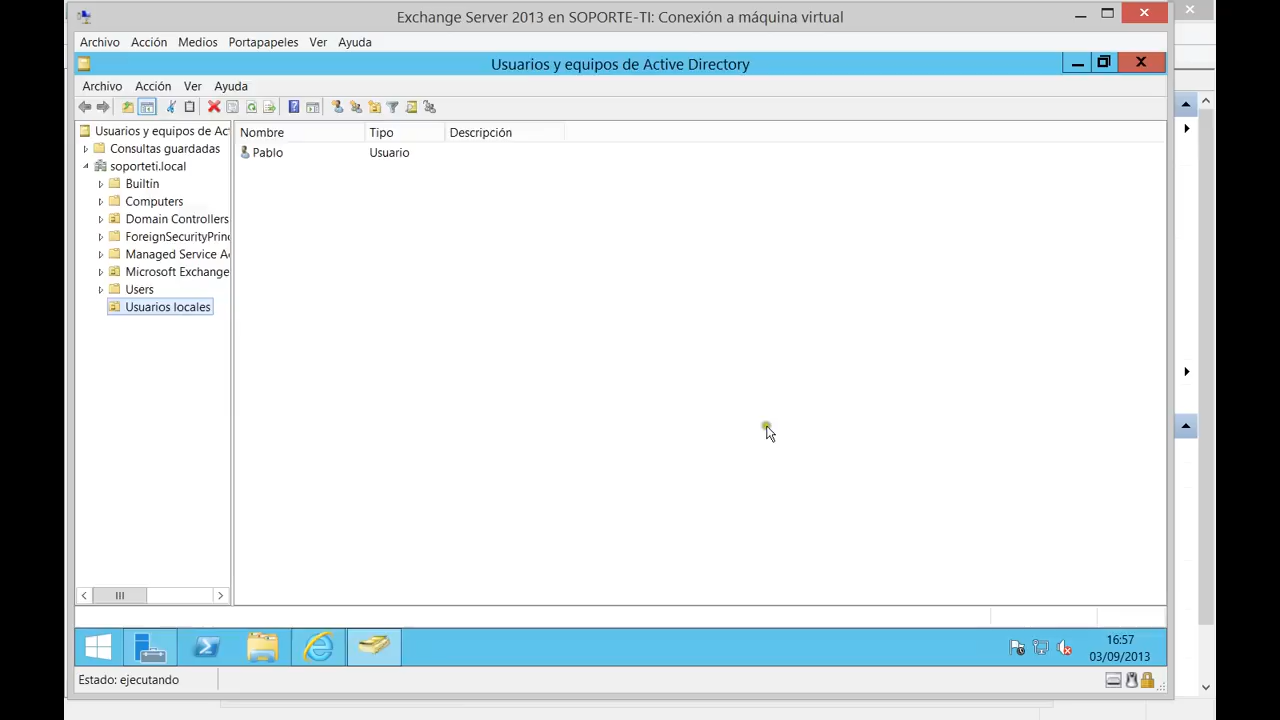 Exchange Server 2013 en SOPORTE-TI: Conexión a máquina virtual
Archivo Acción Medios Portapapeles Ver Ayuda
Usuarios y equipos de Active Directory
Archivo Acción Ver Ayuda
Usuarios y equipos de Act
Consultas guardadas
soporteti.local
Builtin
Computers
Domain Controllers
ForeignSecurityPrinc
Managed Service Ac
Microsoft Exchange
Users
Usuarios locales
Nombre Tipo Descripción
Pablo Usuario
16:57
03/09/2013
Estado: ejecutando